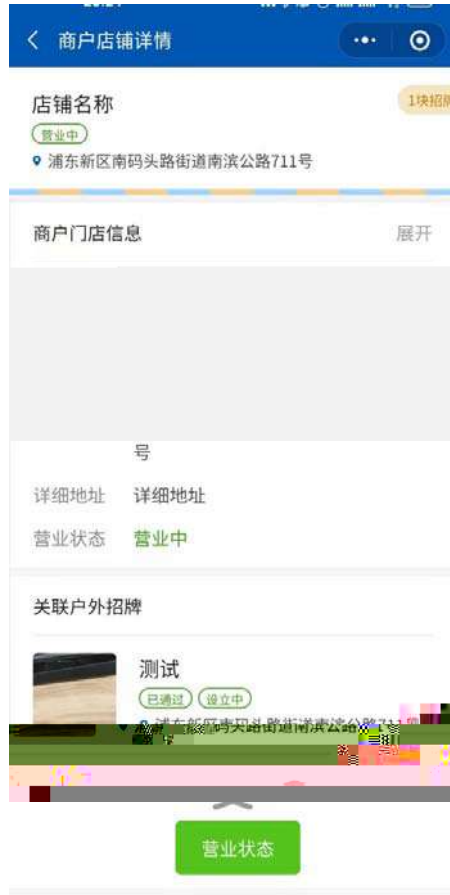 商户店铺详情
店铺名称
1块招牌
营业中
浦东新区南码头路街道南滨公路711号
商户门店信息
展开
号
详细地址 详细地址
营业状态 营业中
关联户外招牌
测试
已通过 设立中
营业状态